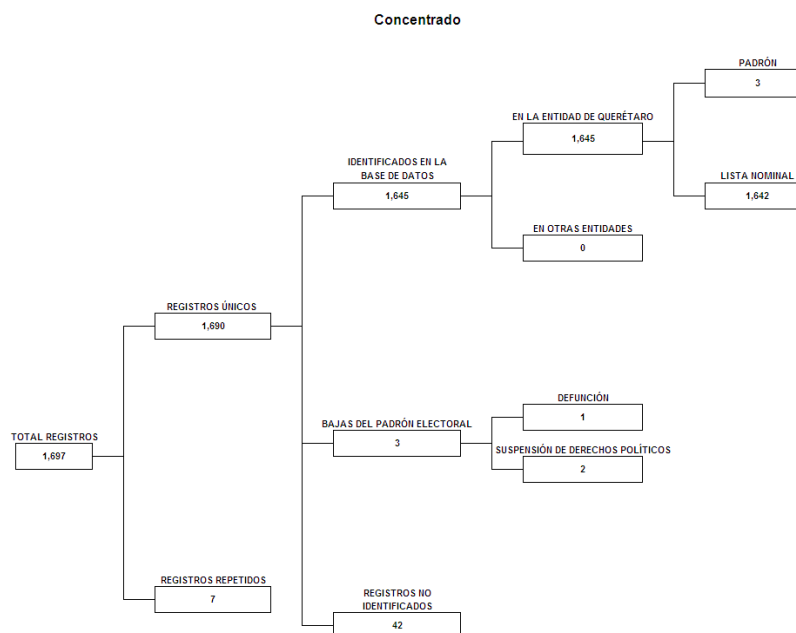 Concentrado
PADRÓN
3
EN LA ENTIDAD DE QUERÉTARO
1,645
IDENTIFICADOS EN LA
BASE DE DATOS
1,645
LISTA NOMINAL
1,642
EN OTRAS ENTIDADES
0
REGISTROS ÚNICOS
1,690
DEFUNCIÓN
1
BAJAS DEL PADRÓN ELECTORAL
3
TOTAL REGISTROS
1,697
SUSPENSIÓN DE DERECHOS POLÍTICOS
2
REGISTROS REPETIDOS
7
REGISTROS NO
IDENTIFICADOS
42